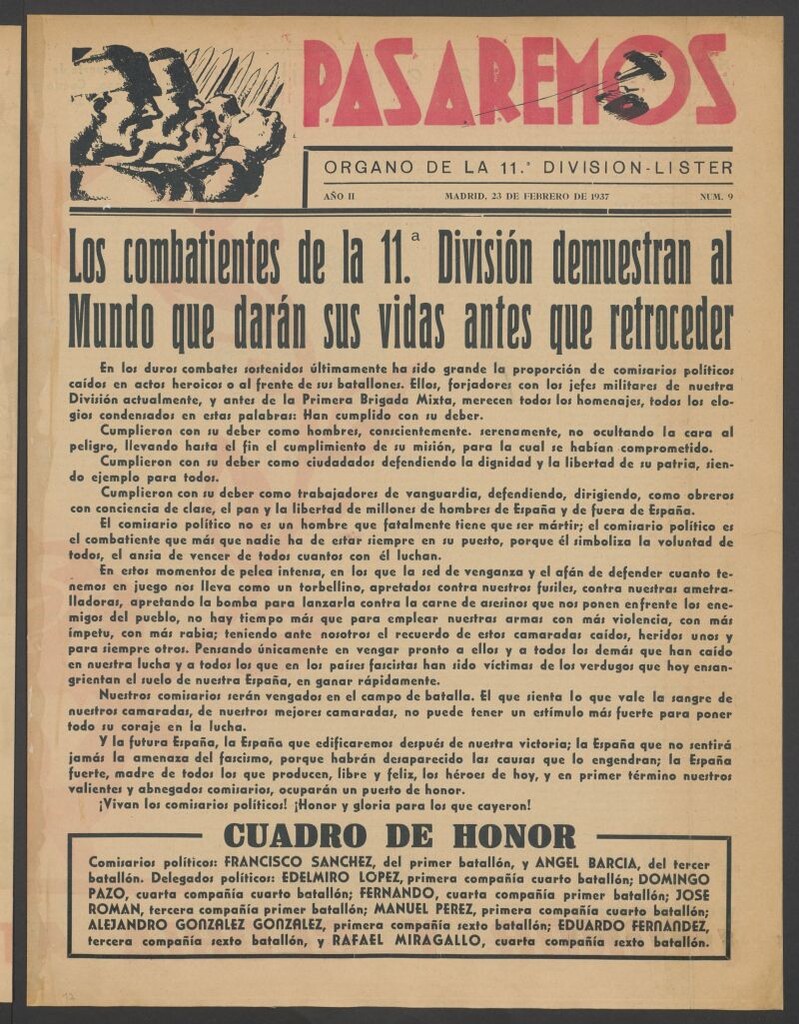 PASAREMOS
ORGANO DE LA 11.ª DIVISION-LISTER
AÑO II MADRID, 23 DE FEBRERO DE 1937 NUM. 9
Los combatientes de la 11.ª División demuestran al
Mundo que darán sus vidas antes que retroceder
En los duros combates sostenidos últimamente ha sido grande la proporción de comisarios políticos
caídos en actos heroicos o al frente de sus batallones. Ellos, forjadores con los jefes militares de nuestra
División actualmente, y antes de la Primera Brigada Mixta, merecen todos los homenajes, todos los elo-
gios condensados en estas palabras: Han cumplido con su deber.
Cumplieron con su deber como hombres, conscientemente. serenamente, no ocultando la cara al
peligro, llevando hasta el fin el cumplimiento de su misión, para la cual se habían comprometido.
Cumplieron con su deber como ciudadados defendiendo la dignidad y la libertad de su patria, sien-
do ejemplo para todos.
Cumplieron con su deber como trabajadores de vanguardia, defendiendo, dirigiendo, como obreros
con conciencia de clase, el pan y la libertad de millones de hombres de España y de fuera de España.
El comisario político no es un hombre que fatalmente tiene que ser mártir; el comisario político es
el combatiente que más que nadie ha de estar siempre en su puesto, porque él simboliza la voluntad de
todos, el ansia de vencer de todos cuantos con él luchan.
En estos momentos de pelea intensa, en los que la sed de venganza y el afán de defender cuanto te-
nemos en juego nos lleva como un torbellino, apretados contra nuestros fusiles, contra nuestras ametra-
lladoras, apretando la bomba para lanzarla contra la carne de asesinos que nos ponen enfrente los ene-
migos del pueblo, no hay tiempo más que para emplear nuestras armas con más violencia, con más
ímpetu, con más rabia; teniendo ante nosotros el recuerdo de estos camaradas caídos, heridos unos y
para siempre otros. Pensando únicamente en vengar pronto a ellos y a todos los demás que han caído
en nuestra lucha y a todos los que en los países fascistas han sido víctimas de los verdugos que hoy ensan-
grientan el suelo de nuestra España, en ganar rápidamente.
Nuestros comisarios serán vengados en el campo de batalla. El que sienta lo que vale la sangre de
nuestros camaradas, de nuestros mejores camaradas, no puede tener un estímulo más fuerte para poner
todo su coraje en la lucha.
Y la futura España, la España que edificaremos después de nuestra victoria; la España que no sentirá
jamás la amenaza del fascismo, porque habrán desaparecido las causas que lo engendran; la España
fuerte, madre de todos los que producen, libre y feliz, los héroes de hoy, y en primer término nuestros
valientes y abnegados comisarios, ocuparán un puesto de honor.
¡Vivan los comisarios políticos! ¡Honor y gloria para los que cayeron!
CUADRO DE HONOR
Comisarios políticos: FRANCISCO SANCHEZ, del primer batallón, y ANGEL BARCIA, del tercer
batallón. Delegados políticos: EDELMIRO LOPEZ, primera compañía cuarto batallón; DOMINGO
PAZO, cuarta compañía cuarto batallón; FERNANDO, cuarta compañía primer batallón; JOSE
ROMAN, tercera compañía primer batallón; MANUEL PEREZ, primera compañía cuarto batallón;
ALEJANDRO GONZALEZ GONZALEZ, primera compañía sexto batallón; EDUARDO FERNANDEZ,
tercera compañía sexto batallón, y RAFAEL MIRAGALLO, cuarta compañía sexto batallón.